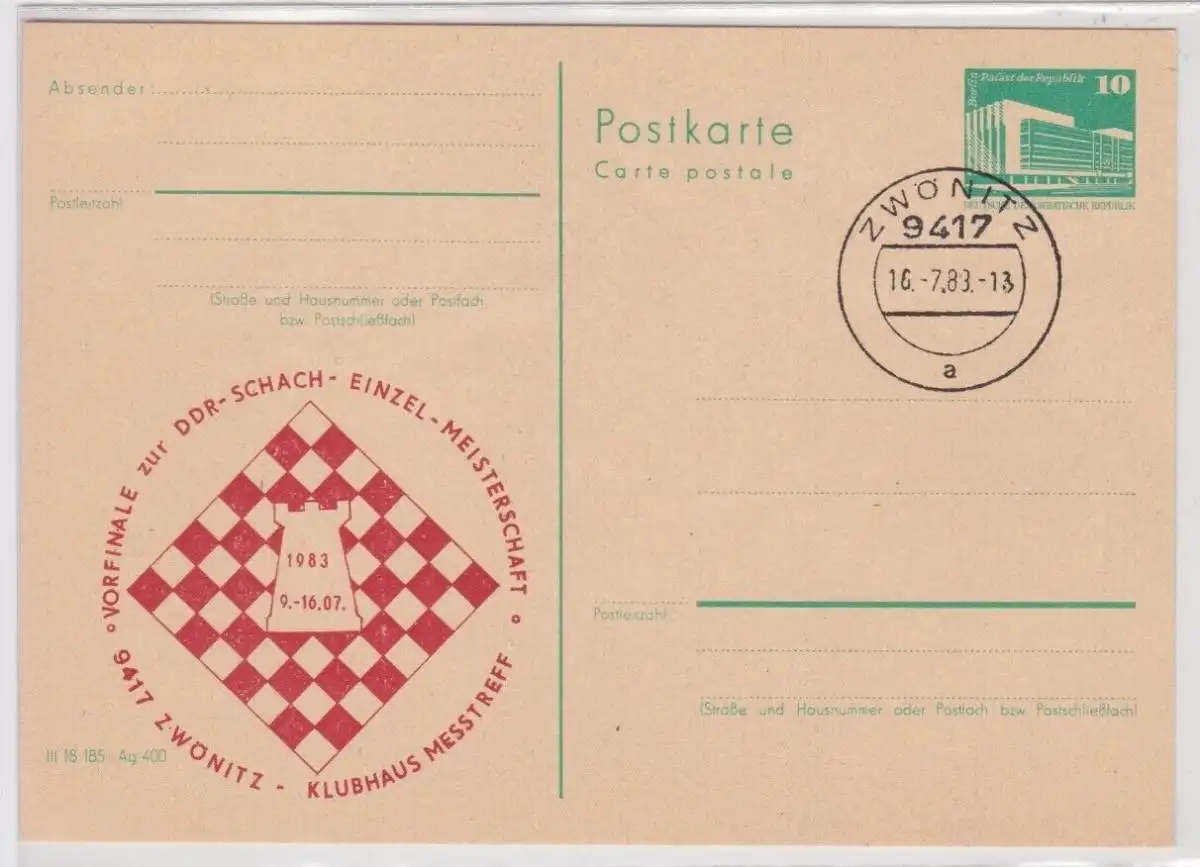 Absender:
Postleitzahl
(Straße und Hausnummer oder Postfach
bzw. Postschließfach)
° VORFINALE zur DDR-SCHACH-EINZEL-MEISTERSCHAFT °
1983
9.-16.07.
9417 ZWÖNITZ - KLUBHAUS MESSTREFF
III 18 185 Ag 400
Postkarte
Carte postale
Berlin
Palast der Republik 10
DEUTSCHE DEMOKRATISCHE REPUBLIK
ZWÖNITZ
9417
16.-7.83.-13
a
Postleitzahl
(Straße und Hausnummer oder Postfach bzw. Postschließfach)